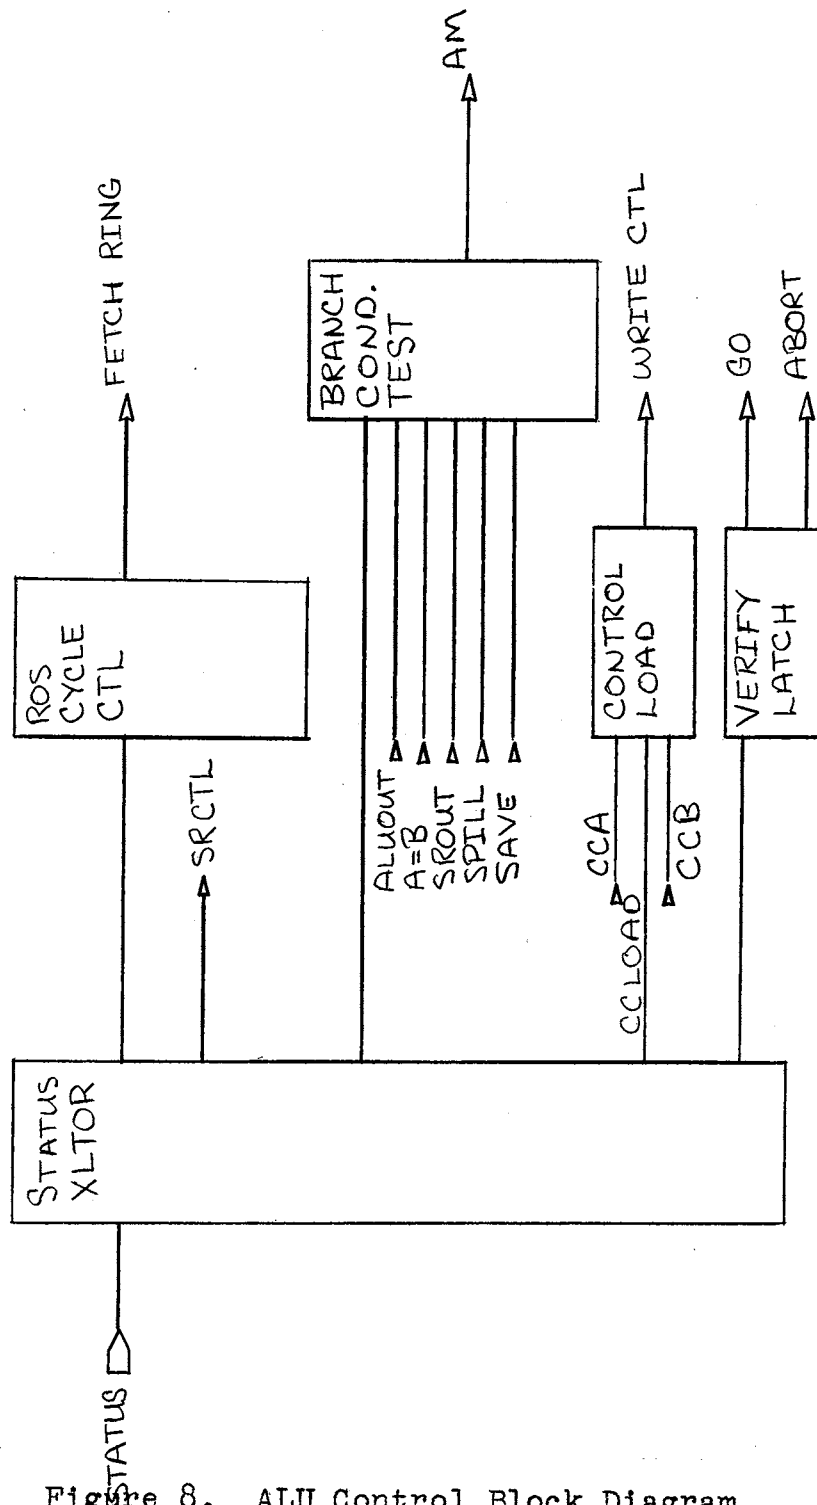 STATUS
STATUS
XLTOR
ROS
CYCLE
CTL
FETCH RING
SRCTL
BRANCH
COND.
TEST
AM
ALUOUT
A=B
SROUT
SPILL
SAVE
CCA
CCLOAD
CCB
CONTROL
LOAD
WRITE CTL
VERIFY
LATCH
GO
ABORT
Figure 8. ALU Control Block Diagram